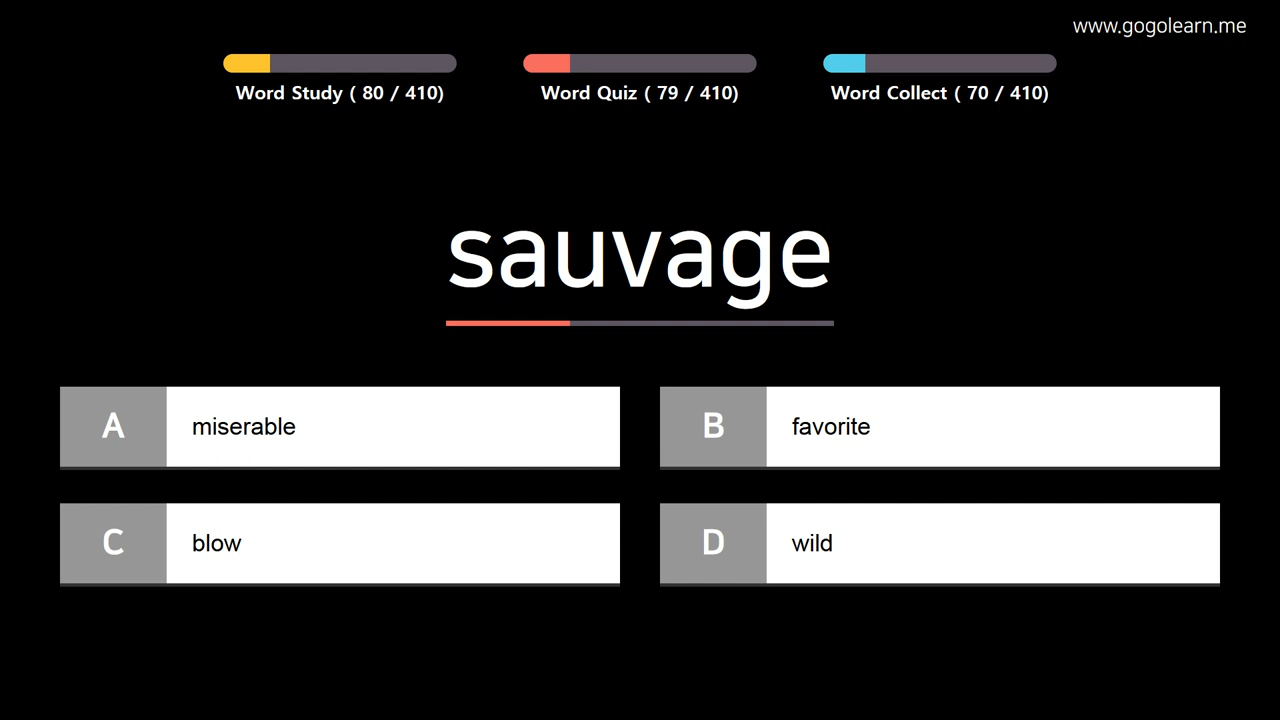 www.gogolearn.me
Word Study ( 80 / 410)
Word Quiz ( 79 / 410)
Word Collect ( 70 / 410)
sauvage
A miserable
B favorite
C blow
D wild